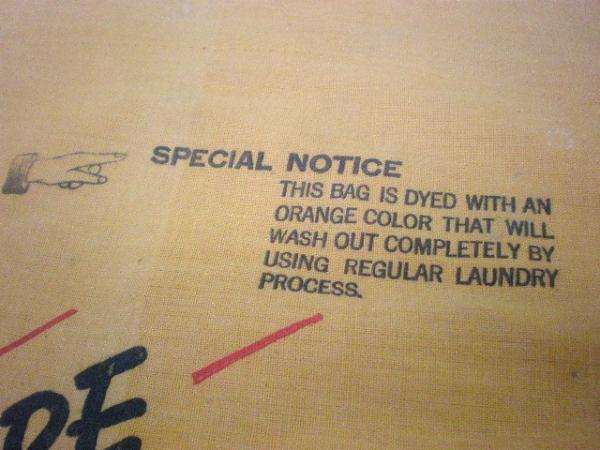 SPECIAL NOTICE
THIS BAG IS DYED WITH AN
ORANGE COLOR THAT WILL
WASH OUT COMPLETELY BY
USING REGULAR LAUNDRY
PROCESS.
RE